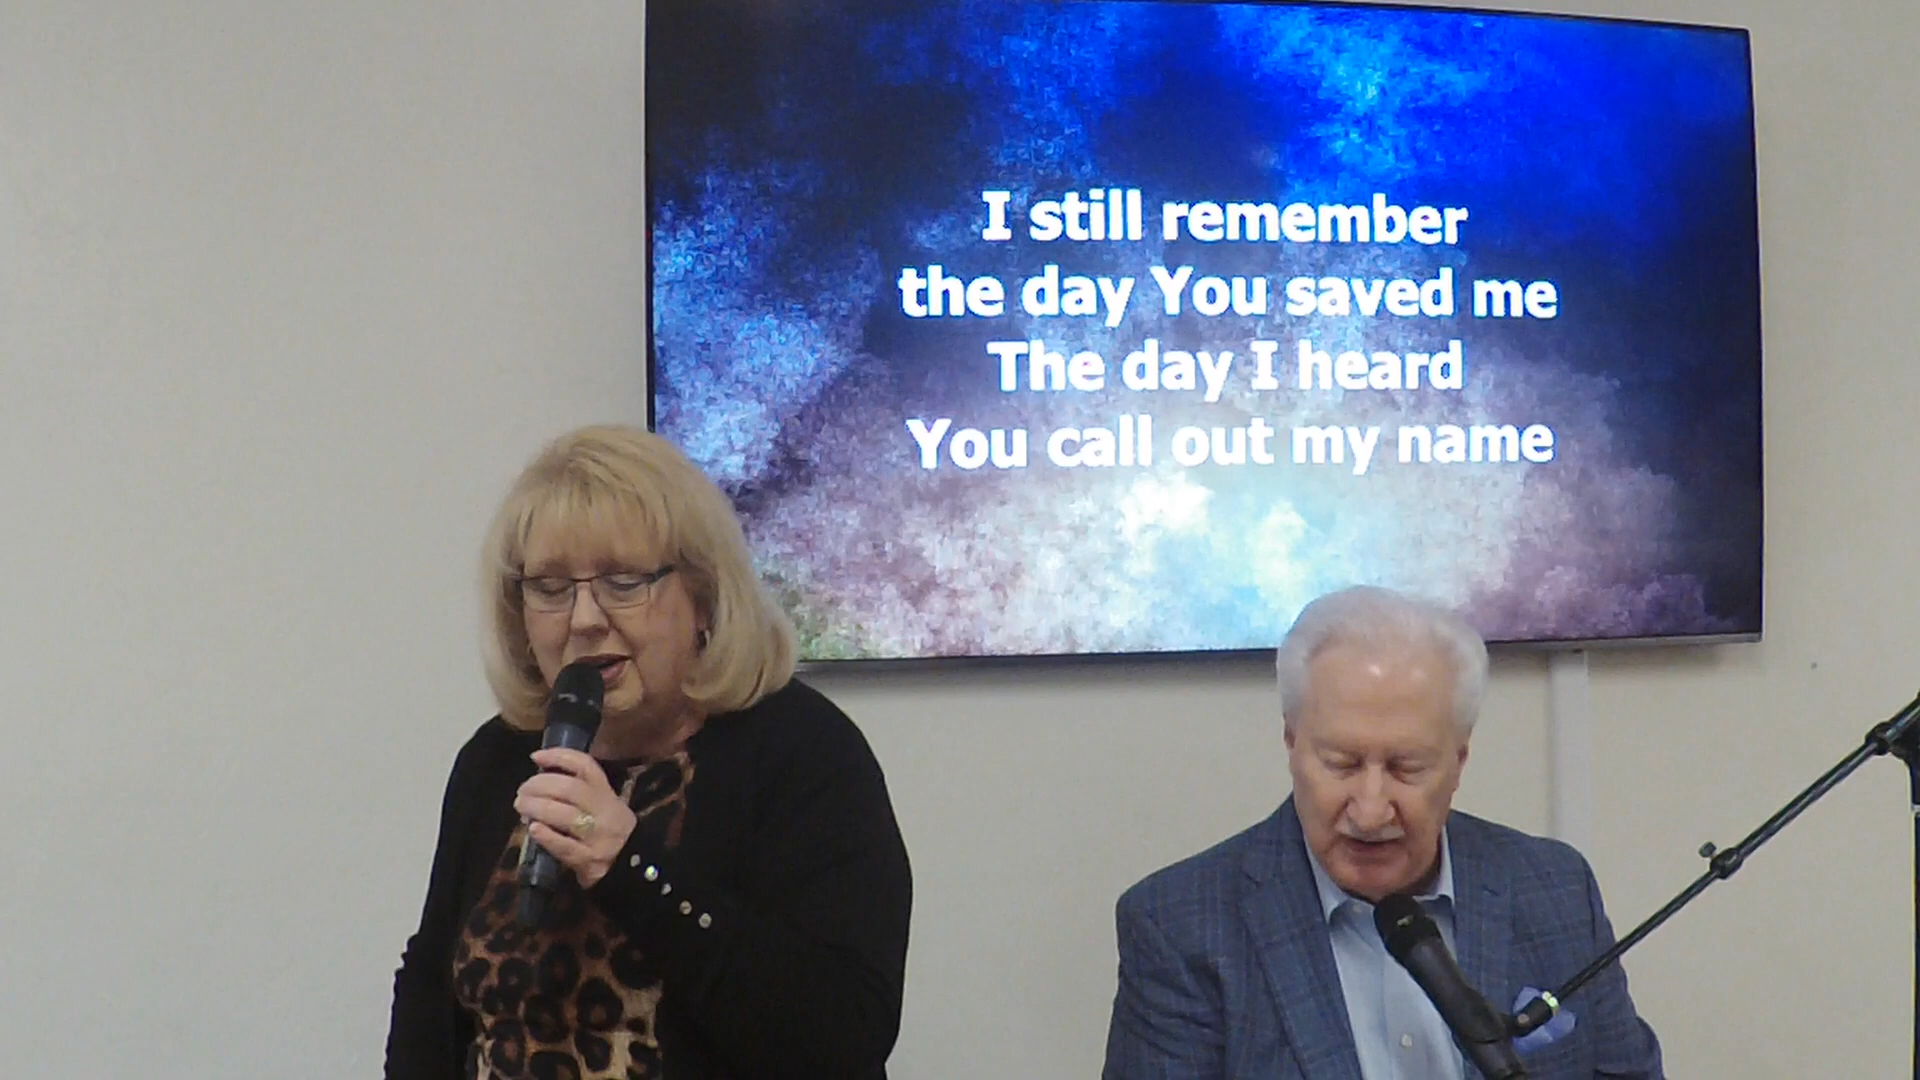 I still remember
the day You saved me
The day I heard
You call out my name